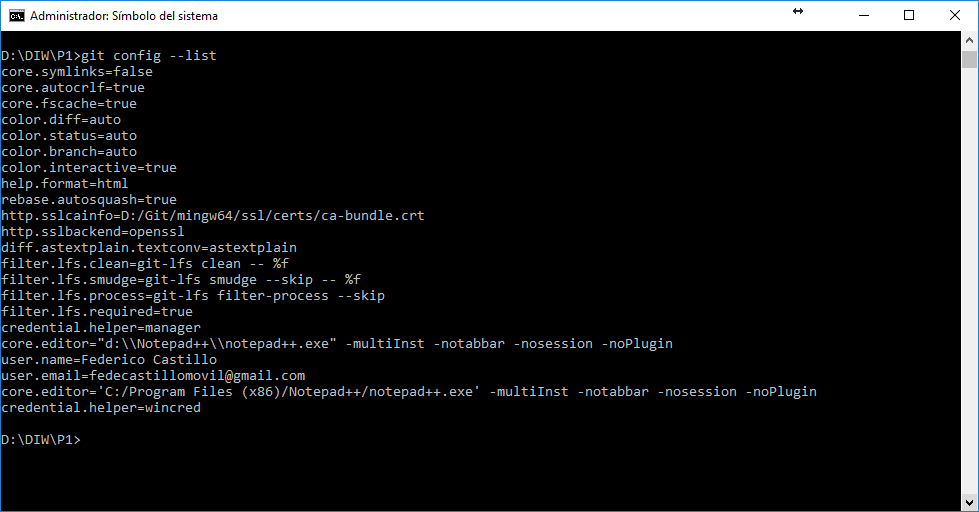 Administrador: Símbolo del sistema
D:\DIW\P1>git config --list
core.symlinks=false
core.autocrlf=true
core.fscache=true
color.diff=auto
color.status=auto
color.branch=auto
color.interactive=true
help.format=html
rebase.autosquash=true
http.sslcainfo=D:/Git/mingw64/ssl/certs/ca-bundle.crt
http.sslbackend=openssl
diff.astextplain.textconv=astextplain
filter.lfs.clean=git-lfs clean -- %f
filter.lfs.smudge=git-lfs smudge --skip -- %f
filter.lfs.process=git-lfs filter-process --skip
filter.lfs.required=true
credential.helper=manager
core.editor="d:\\Notepad++\\notepad++.exe" -multiInst -notabbar -nosession -noPlugin
user.name=Federico Castillo
user.email=fedecastillomovil@gmail.com
core.editor='C:/Program Files (x86)/Notepad++/notepad++.exe' -multiInst -notabbar -nosession -noPlugin
credential.helper=wincred
D:\DIW\P1>